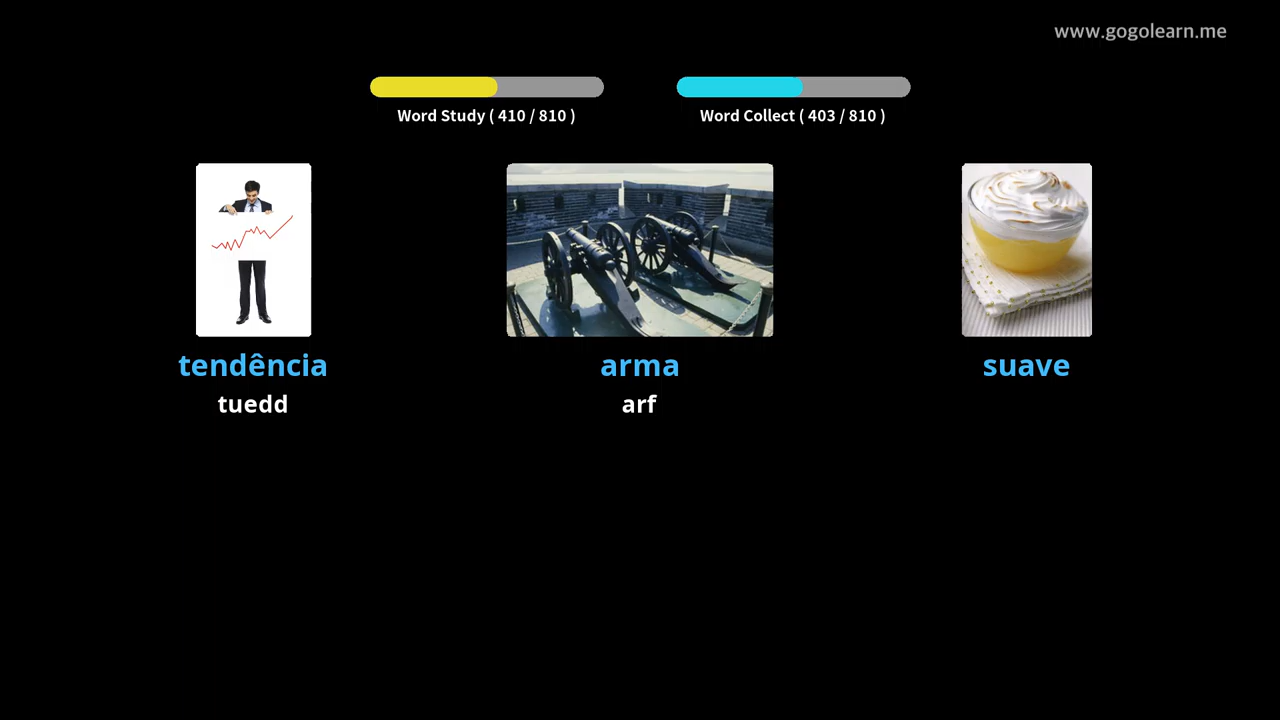 www.gogolearn.me
Word Study ( 410 / 810 )
Word Collect ( 403 / 810 )
tendência
arma
suave
tuedd
arf